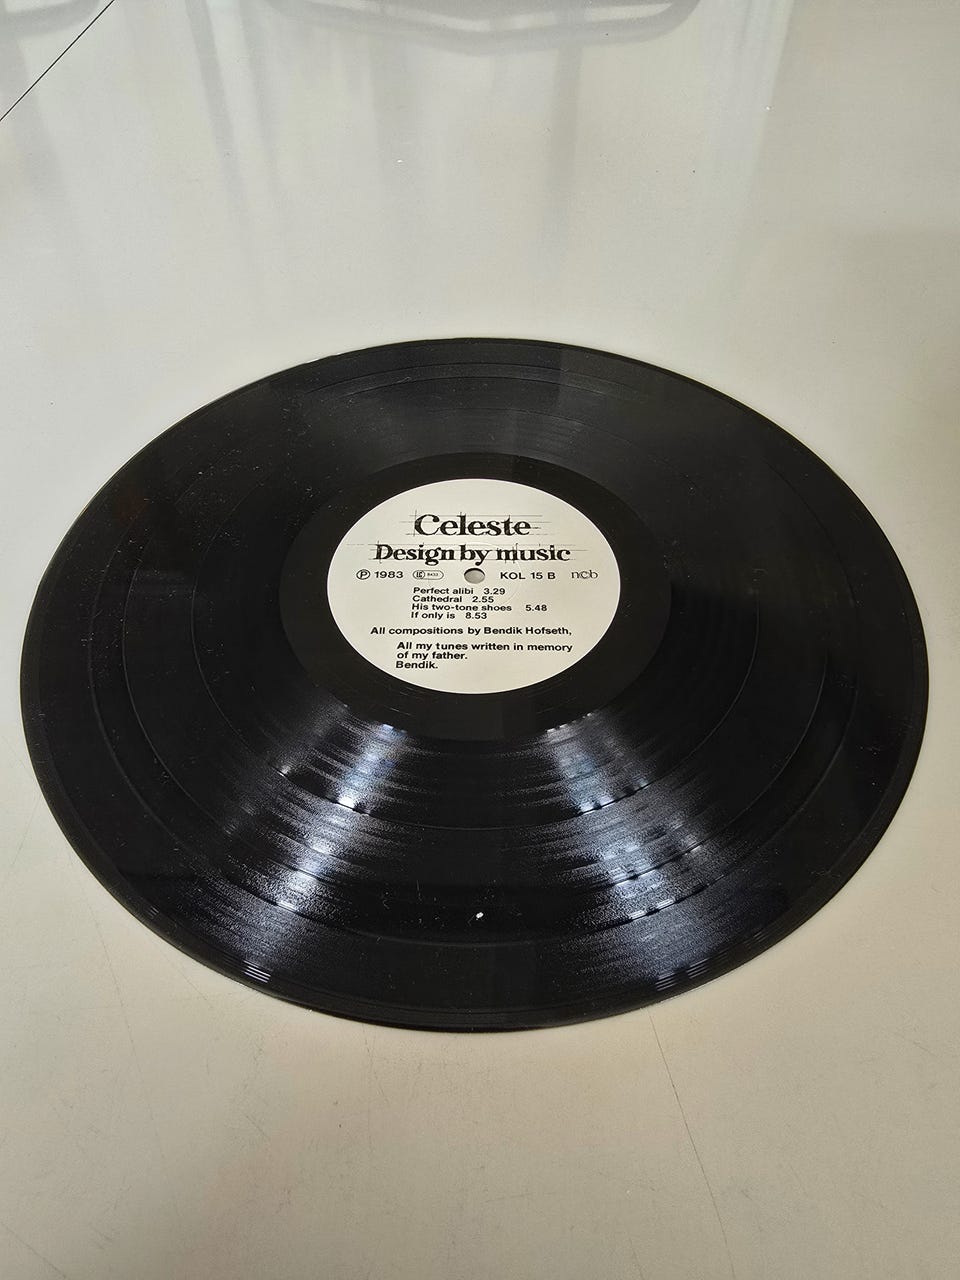 Celeste
Design by music
Ⓟ 1983 LC 8433 KOL 15 B ncb
Perfect alibi 3.29
Cathedral 2.55
His two-tone shoes 5.48
If only is 8.53
All compositions by Bendik Hofseth,
All my tunes written in memory
of my father.
Bendik.